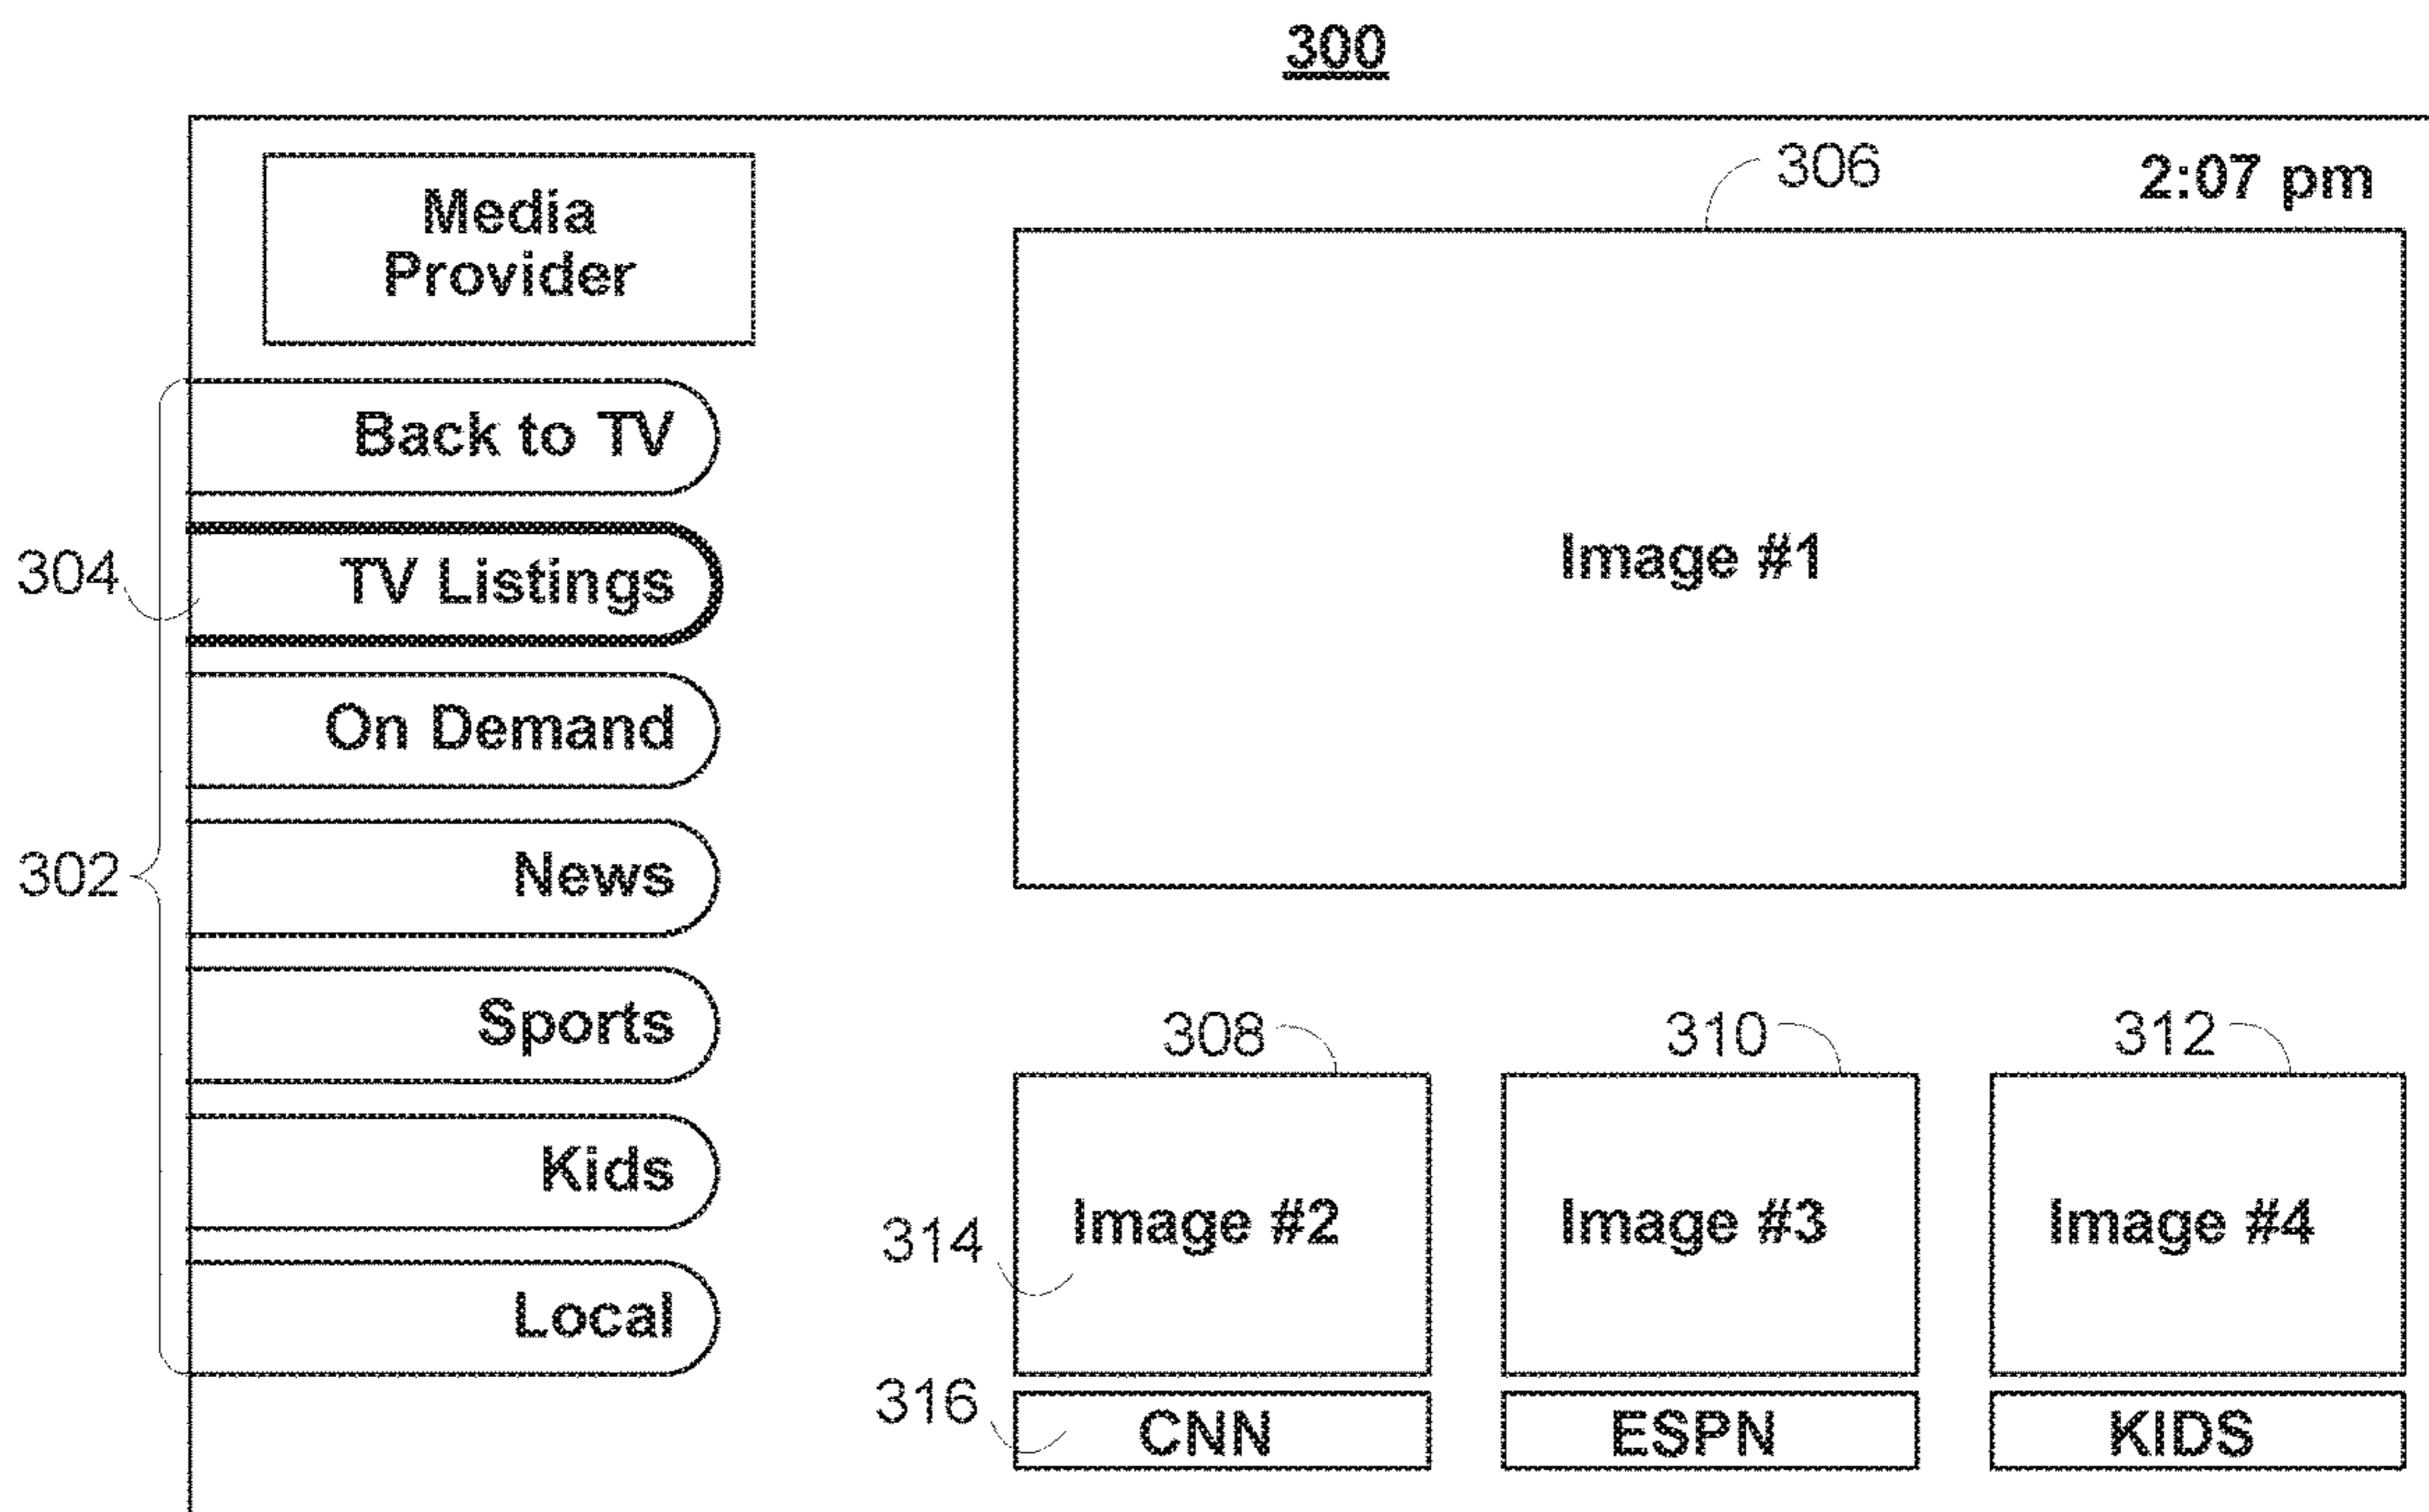 300
306
2:07 pm
Media
Provider
Back to TV
304
TV Listings
Image #1
On Demand
302
News
Sports
308
310
312
Kids
314
Image #2
Image #3
Image #4
Local
316
CNN
ESPN
KIDS